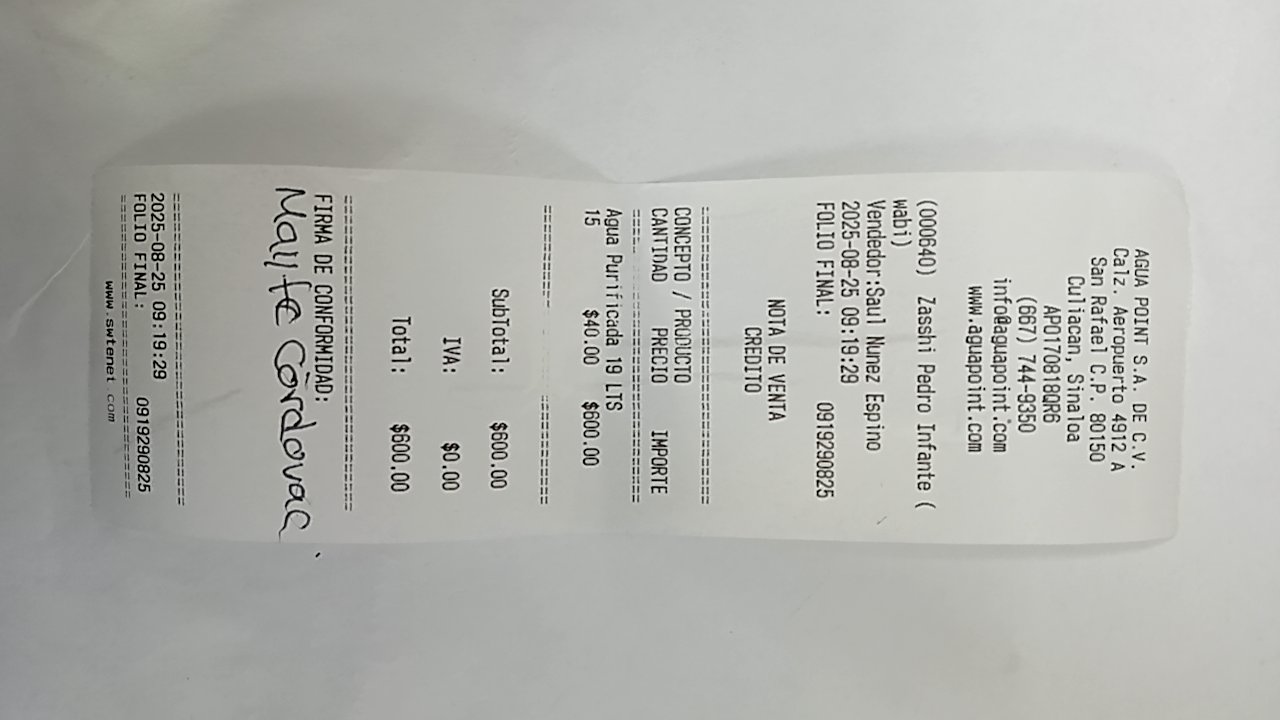 AGUA POINT S.A. DE C.V.
Calz. Aeropuerto 4912 A
San Rafael C.P. 80150
Culiacan, Sinaloa
APO170818QR6
(667) 744-9350
info@aguapoint.com
www.aguapoint.com
NOTA DE VENTA
CREDITO
(000640) Zasshi Pedro Infante (
wabi)
Vendedor:Saul Nunez Espino
2025-08-25 09:19:29
FOLIO FINAL: 0919290825
==============================
CONCEPTO / PRODUCTO
CANTIDAD PRECIO IMPORTE
==============================
Agua Purificada 19 LTS
15 $40.00 $600.00
==============================
SubTotal: $600.00
IVA: $0.00
Total: $600.00
==============================
FIRMA DE CONFORMIDAD:
Mayte Córdova
==============================
2025-08-25 09:19:29
FOLIO FINAL: 0919290825
==============================
www.swtenet.com